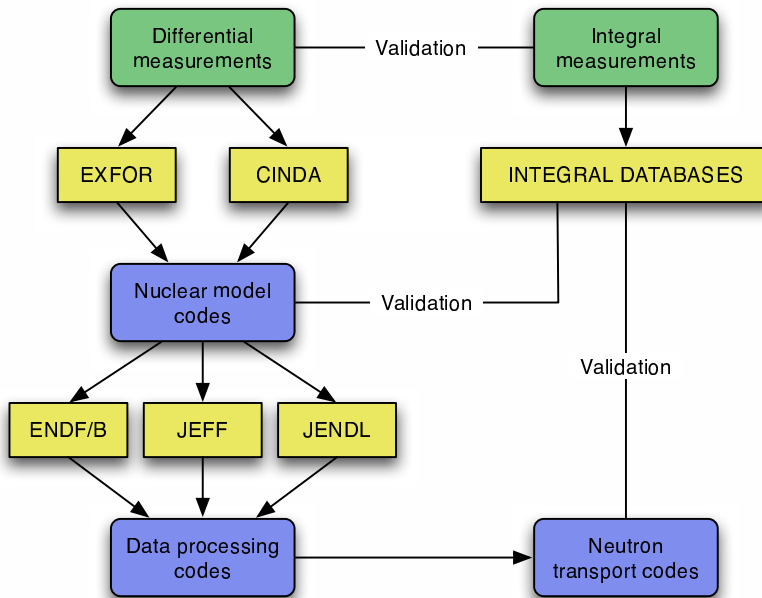 Differential
measurements
Validation
Integral
measurements
EXFOR
CINDA
INTEGRAL DATABASES
Nuclear model
codes
Validation
Validation
ENDF/B
JEFF
JENDL
Data processing
codes
Neutron
transport codes